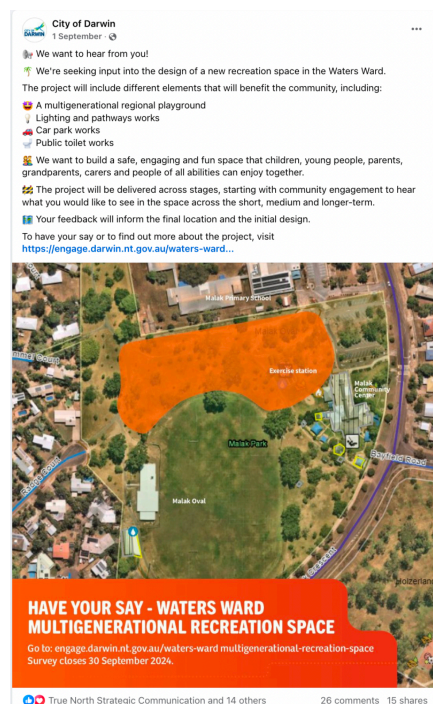 City of Darwin
1 September ·
DARWIN
We want to hear from you!
We're seeking input into the design of a new recreation space in the Waters Ward.
The project will include different elements that will benefit the community, including:
A multigenerational regional playground
Lighting and pathways works
Car park works
Public toilet works
We want to build a safe, engaging and fun space that children, young people, parents,
grandparents, carers and people of all abilities can enjoy together.
The project will be delivered across stages, starting with community engagement to hear
what you would like to see in the space across the short, medium and longer-term.
Your feedback will inform the final location and the initial design.
To have your say or to find out more about the project, visit
https://engage.darwin.nt.gov.au/waters-ward...
Malak Primary School
Court
Exercise station
Malak
Community
Center
Malak Park
Bayfield Road
Malak Oval
Crescent
HAVE YOUR SAY - WATERS WARD
MULTIGENERATIONAL RECREATION SPACE
Go to: engage.darwin.nt.gov.au/waters-ward multigenerational-recreation-space
Survey closes 30 September 2024.
True North Strategic Communication and 14 others
26 comments 15 shares